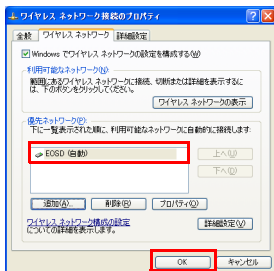 ワイヤレス ネットワーク接続のプロパティ
全般
ワイヤレス ネットワーク
詳細設定
Windows でワイヤレス ネットワークの設定を構成する(W)
利用可能なネットワーク(N):
範囲にあるワイヤレス ネットワークに接続、切断または詳細を表示するに
は、下のボタンをクリックしてください。
ワイヤレス ネットワークの表示
優先ネットワーク(P):
下に一覧表示された順に、利用可能なネットワークに自動的に接続します:
EOSD (自動)
上へ(U)
下へ(D)
追加(A)...
削除(R)
プロパティ(O)
ワイヤレス ネットワーク構成の設定
についての詳細を表示します。
詳細設定(V)
OK
キャンセル